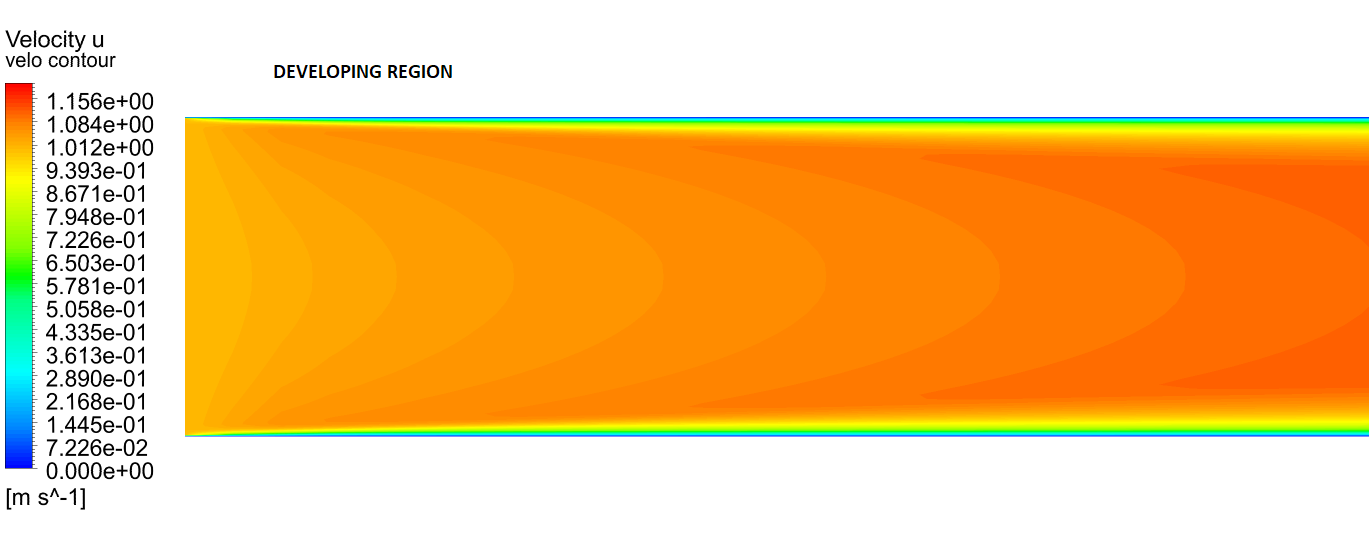 Velocity u
velo contour
DEVELOPING REGION
1.156e+00
1.084e+00
1.012e+00
9.393e-01
8.671e-01
7.948e-01
7.226e-01
6.503e-01
5.781e-01
5.058e-01
4.335e-01
3.613e-01
2.890e-01
2.168e-01
1.445e-01
7.226e-02
0.000e+00
[m s^-1]